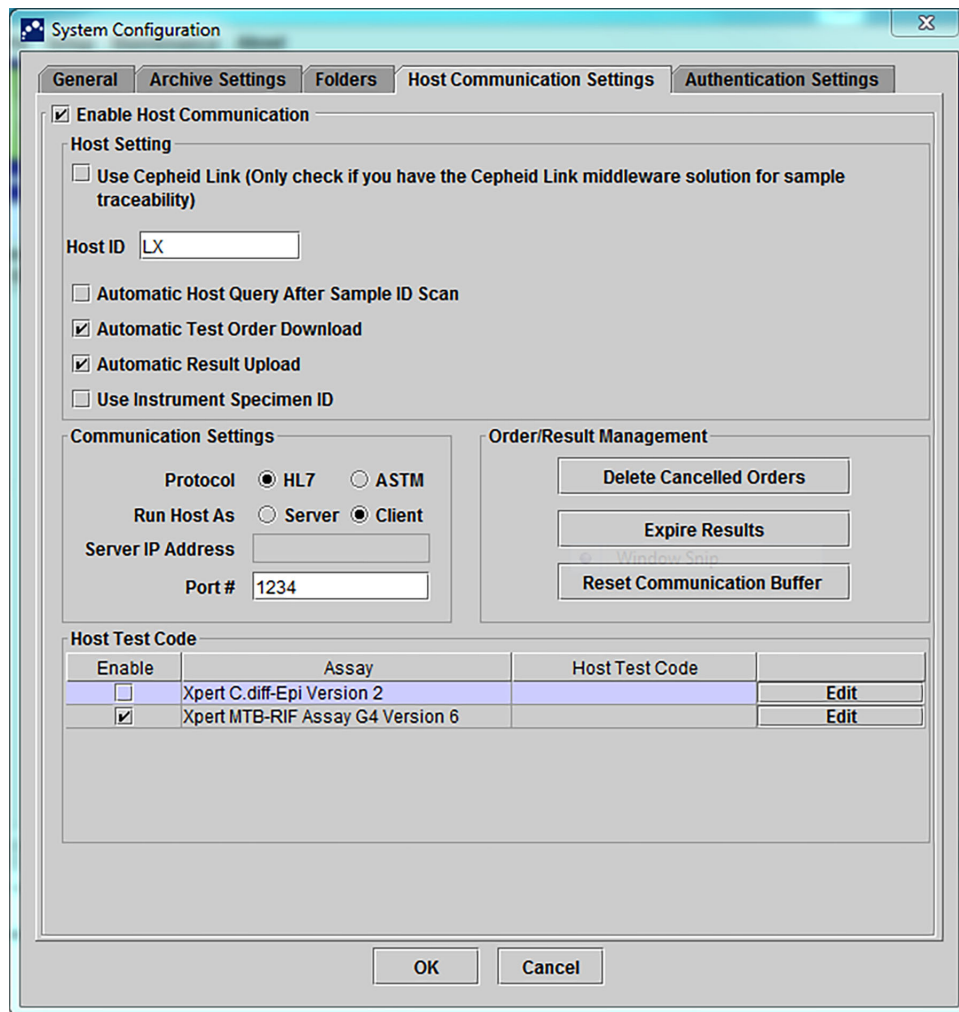 System Configuration
General Archive Settings Folders Host Communication Settings Authentication Settings
Enable Host Communication
Host Setting
Use Cepheid Link (Only check if you have the Cepheid Link middleware solution for sample
traceability)
Host ID LX
Automatic Host Query After Sample ID Scan
Automatic Test Order Download
Automatic Result Upload
Use Instrument Specimen ID
Communication Settings
Protocol HL7 ASTM
Run Host As Server Client
Server IP Address
Port # 1234
Order/Result Management
Delete Cancelled Orders
Expire Results
Window Snip
Reset Communication Buffer
Host Test Code
Enable Assay Host Test Code
Xpert C.diff-Epi Version 2 Edit
Xpert MTB-RIF Assay G4 Version 6 Edit
OK Cancel